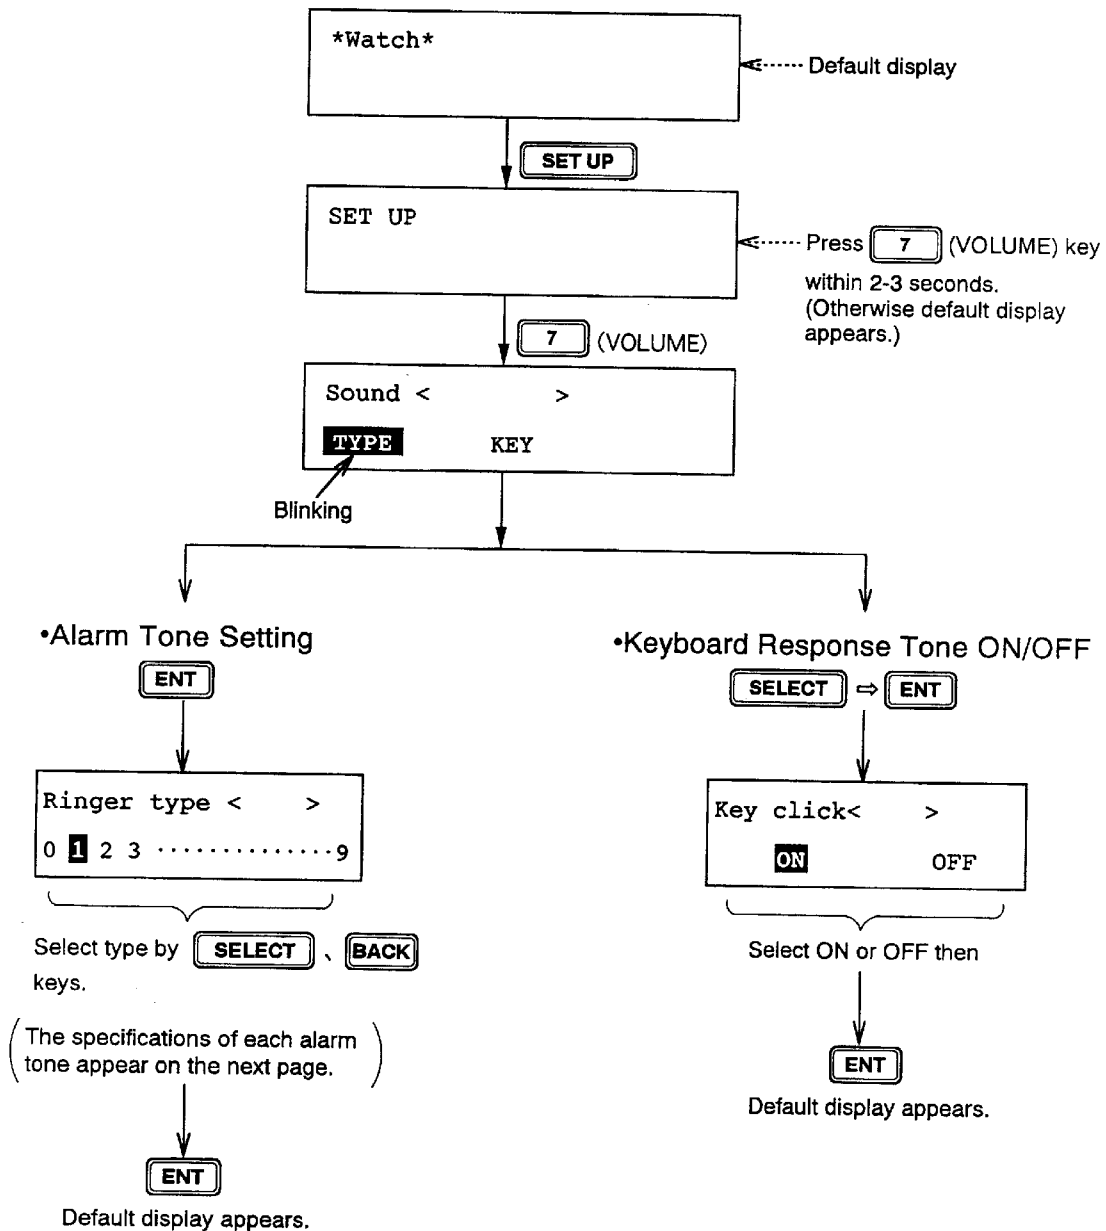 *Watch*
Default display
SET UP
SET UP
Press 7 (VOLUME) key
within 2-3 seconds.
(Otherwise default display
appears.)
7 (VOLUME)
Sound < >
TYPE KEY
Blinking
•Alarm Tone Setting
ENT
Ringer type < >
0 1 2 3 ··············9
Select type by SELECT 、 BACK
keys.
(The specifications of each alarm
tone appear on the next page.)
ENT
Default display appears.
•Keyboard Response Tone ON/OFF
SELECT ⇨ ENT
Key click< >
ON OFF
Select ON or OFF then
ENT
Default display appears.